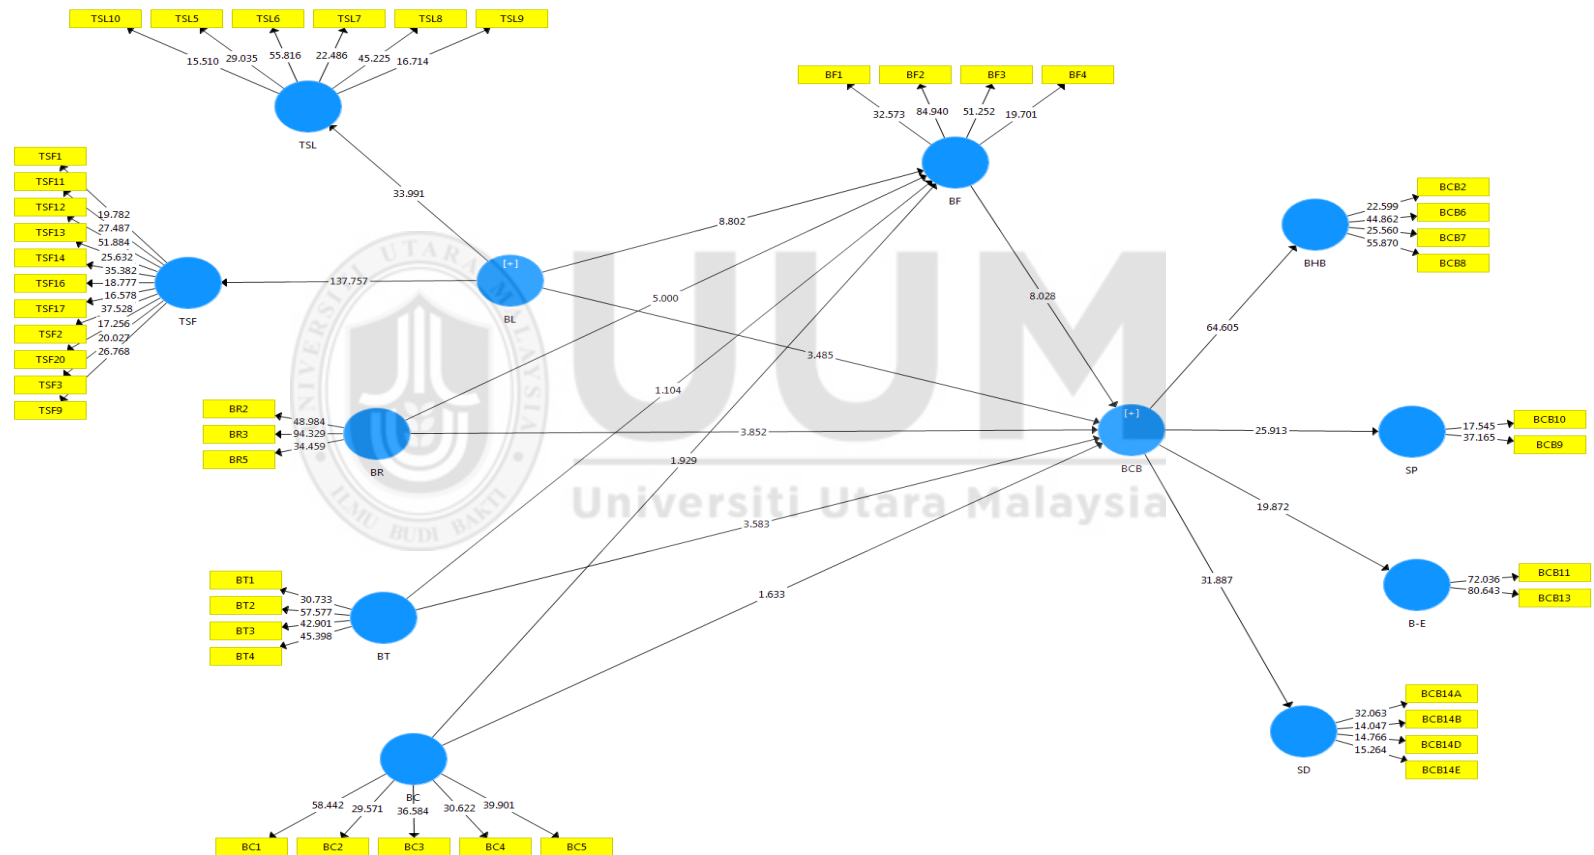 TSL10 TSL5 TSL6 TSL7 TSL8 TSL9
15.510 29.035 55.816 22.486 45.225 16.714
TSL
BF1 BF2 BF3 BF4
32.573 84.940 51.252 19.701
BF
TSF1
TSF11
TSF12
TSF13
TSF14
TSF16
TSF17
TSF2
TSF20
TSF3
TSF9
19.782
27.487
51.884
25.632
35.382
18.777
16.578
37.528
17.256
20.027
26.768
TSF
33.991
137.757
[+]
BL
8.802
5.000
3.485
1.104
3.852
1.929
3.583
1.633
8.028
BR2
BR3
BR5
48.984
94.329
34.459
BR
BT1
BT2
BT3
BT4
30.733
57.577
42.901
45.398
BT
BC
58.442 29.571 36.584 30.622 39.901
BC1 BC2 BC3 BC4 BC5
[+]
BCB
64.605
25.913
19.872
31.887
BHB
22.599
44.862
25.560
55.870
BCB2
BCB6
BCB7
BCB8
SP
17.545
37.165
BCB10
BCB9
B-E
72.036
80.643
BCB11
BCB13
SD
32.063
14.047
14.766
15.264
BCB14A
BCB14B
BCB14D
BCB14E
UNIVERSITI UTARA MALAYSIA
ILMU BUDI BAKTI
UUM
Universiti Utara Malaysia